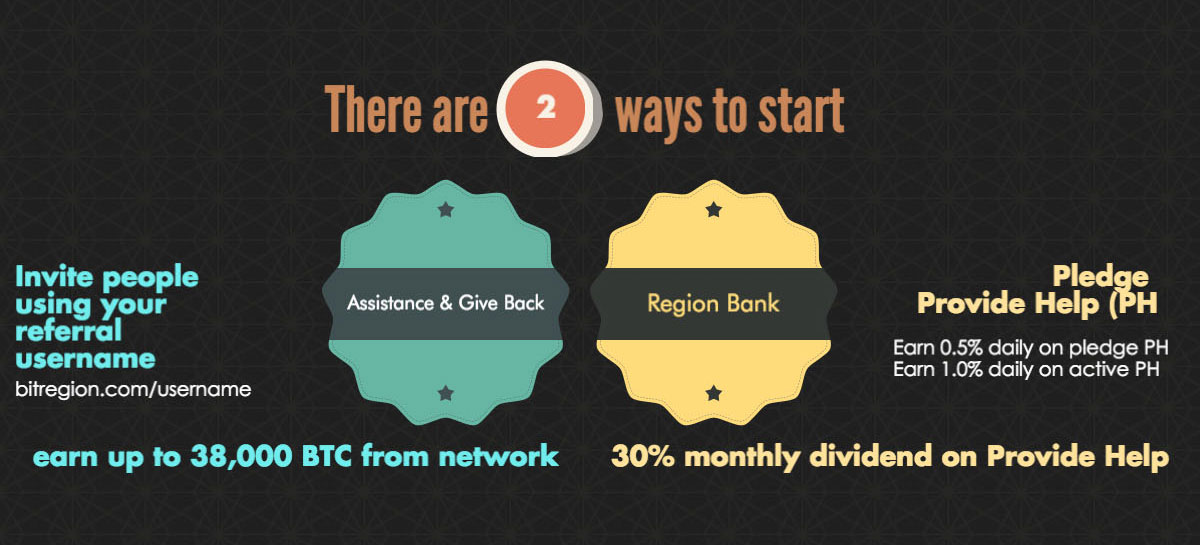 There are 2 ways to start
Invite people
using your
referral
username
bitregion.com/username
Assistance & Give Back
earn up to 38,000 BTC from network
Region Bank
Pledge
Provide Help (PH
Earn 0.5% daily on pledge PH
Earn 1.0% daily on active PH
30% monthly dividend on Provide Help